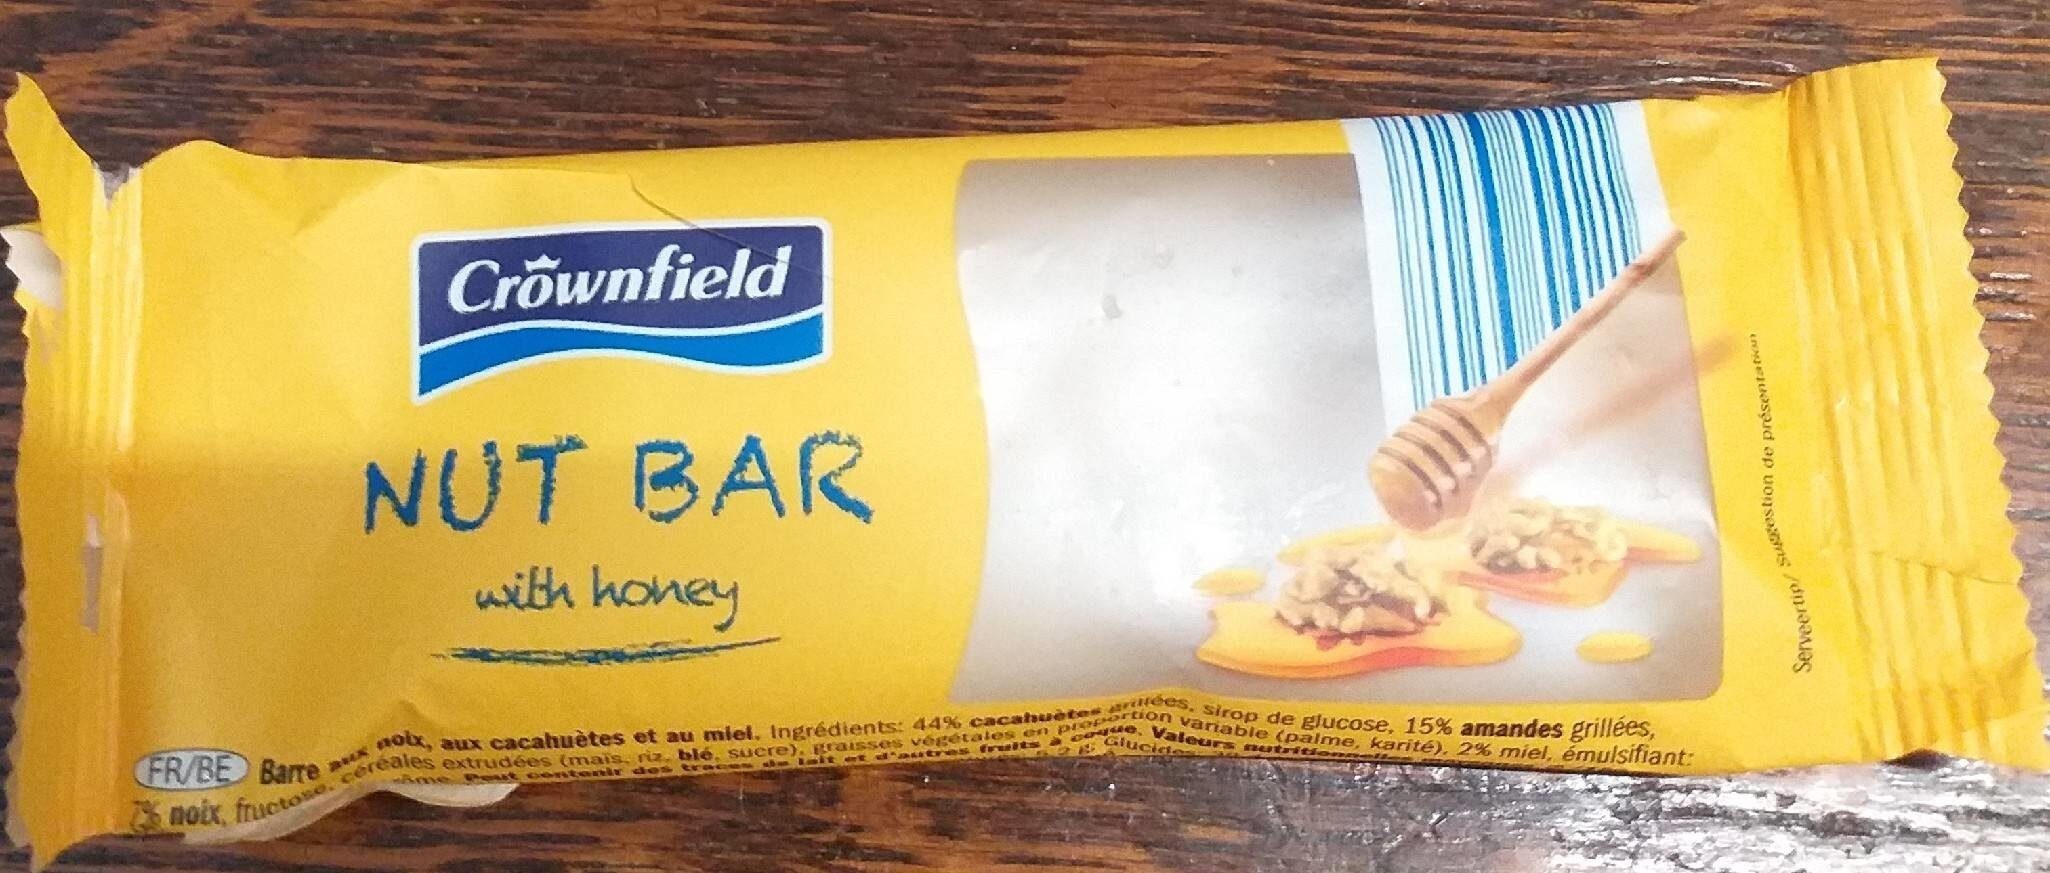 Crownfield
NUT BAR
with honey
Serveertip/ Suggestion de présentation
FR/BE Barre aux noix, aux cacahuètes et au miel. Ingrédients: 44% cacahuètes grillées, sirop de glucose, 15% amandes grillées,
7% noix, fructose, céréales extrudées (maïs, riz, blé, sucre), graisses végétales en proportion variable (palme, karité), 2% miel, émulsifiant:
Peut contenir des traces de lait et d'autres fruits à coque. Valeurs nutritionnelles
Glucides